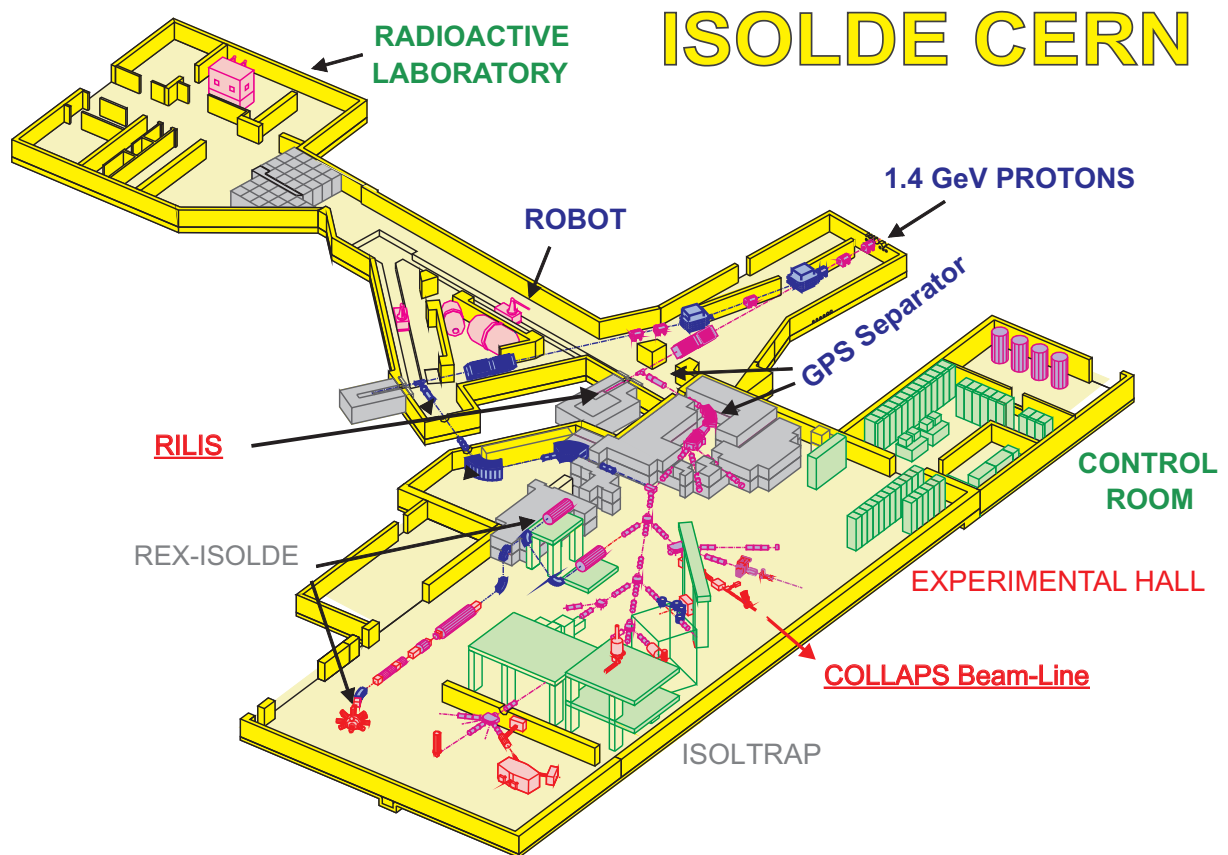 ISOLDE CERN
RADIOACTIVE
LABORATORY
1.4 GeV PROTONS
ROBOT
GPS Separator
RILIS
CONTROL
ROOM
REX-ISOLDE
EXPERIMENTAL HALL
COLLAPS Beam-Line
ISOLTRAP